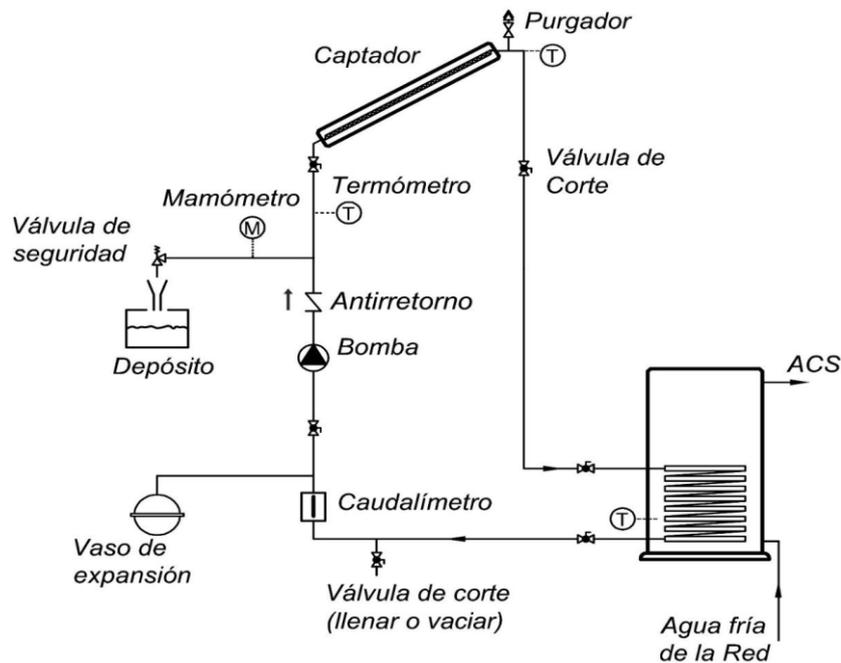 Purgador
Captador
T
Válvula de
Corte
Termómetro
T
Mamómetro
M
Válvula de
seguridad
Antirretorno
Bomba
Depósito
ACS
Caudalímetro
T
Vaso de
expansión
Válvula de corte
(llenar o vaciar)
Agua fría
de la Red